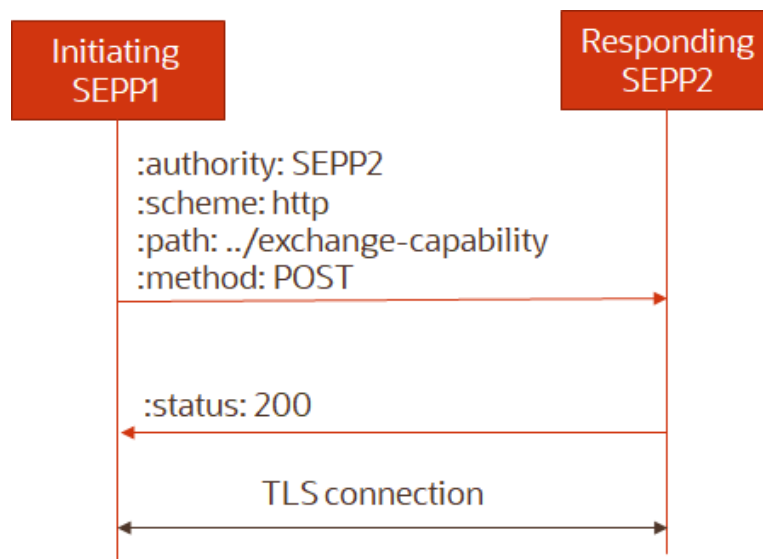 Initiating
SEPP1
Responding
SEPP2
:authority: SEPP2
:scheme: http
:path: ../exchange-capability
:method: POST
:status: 200
TLS connection